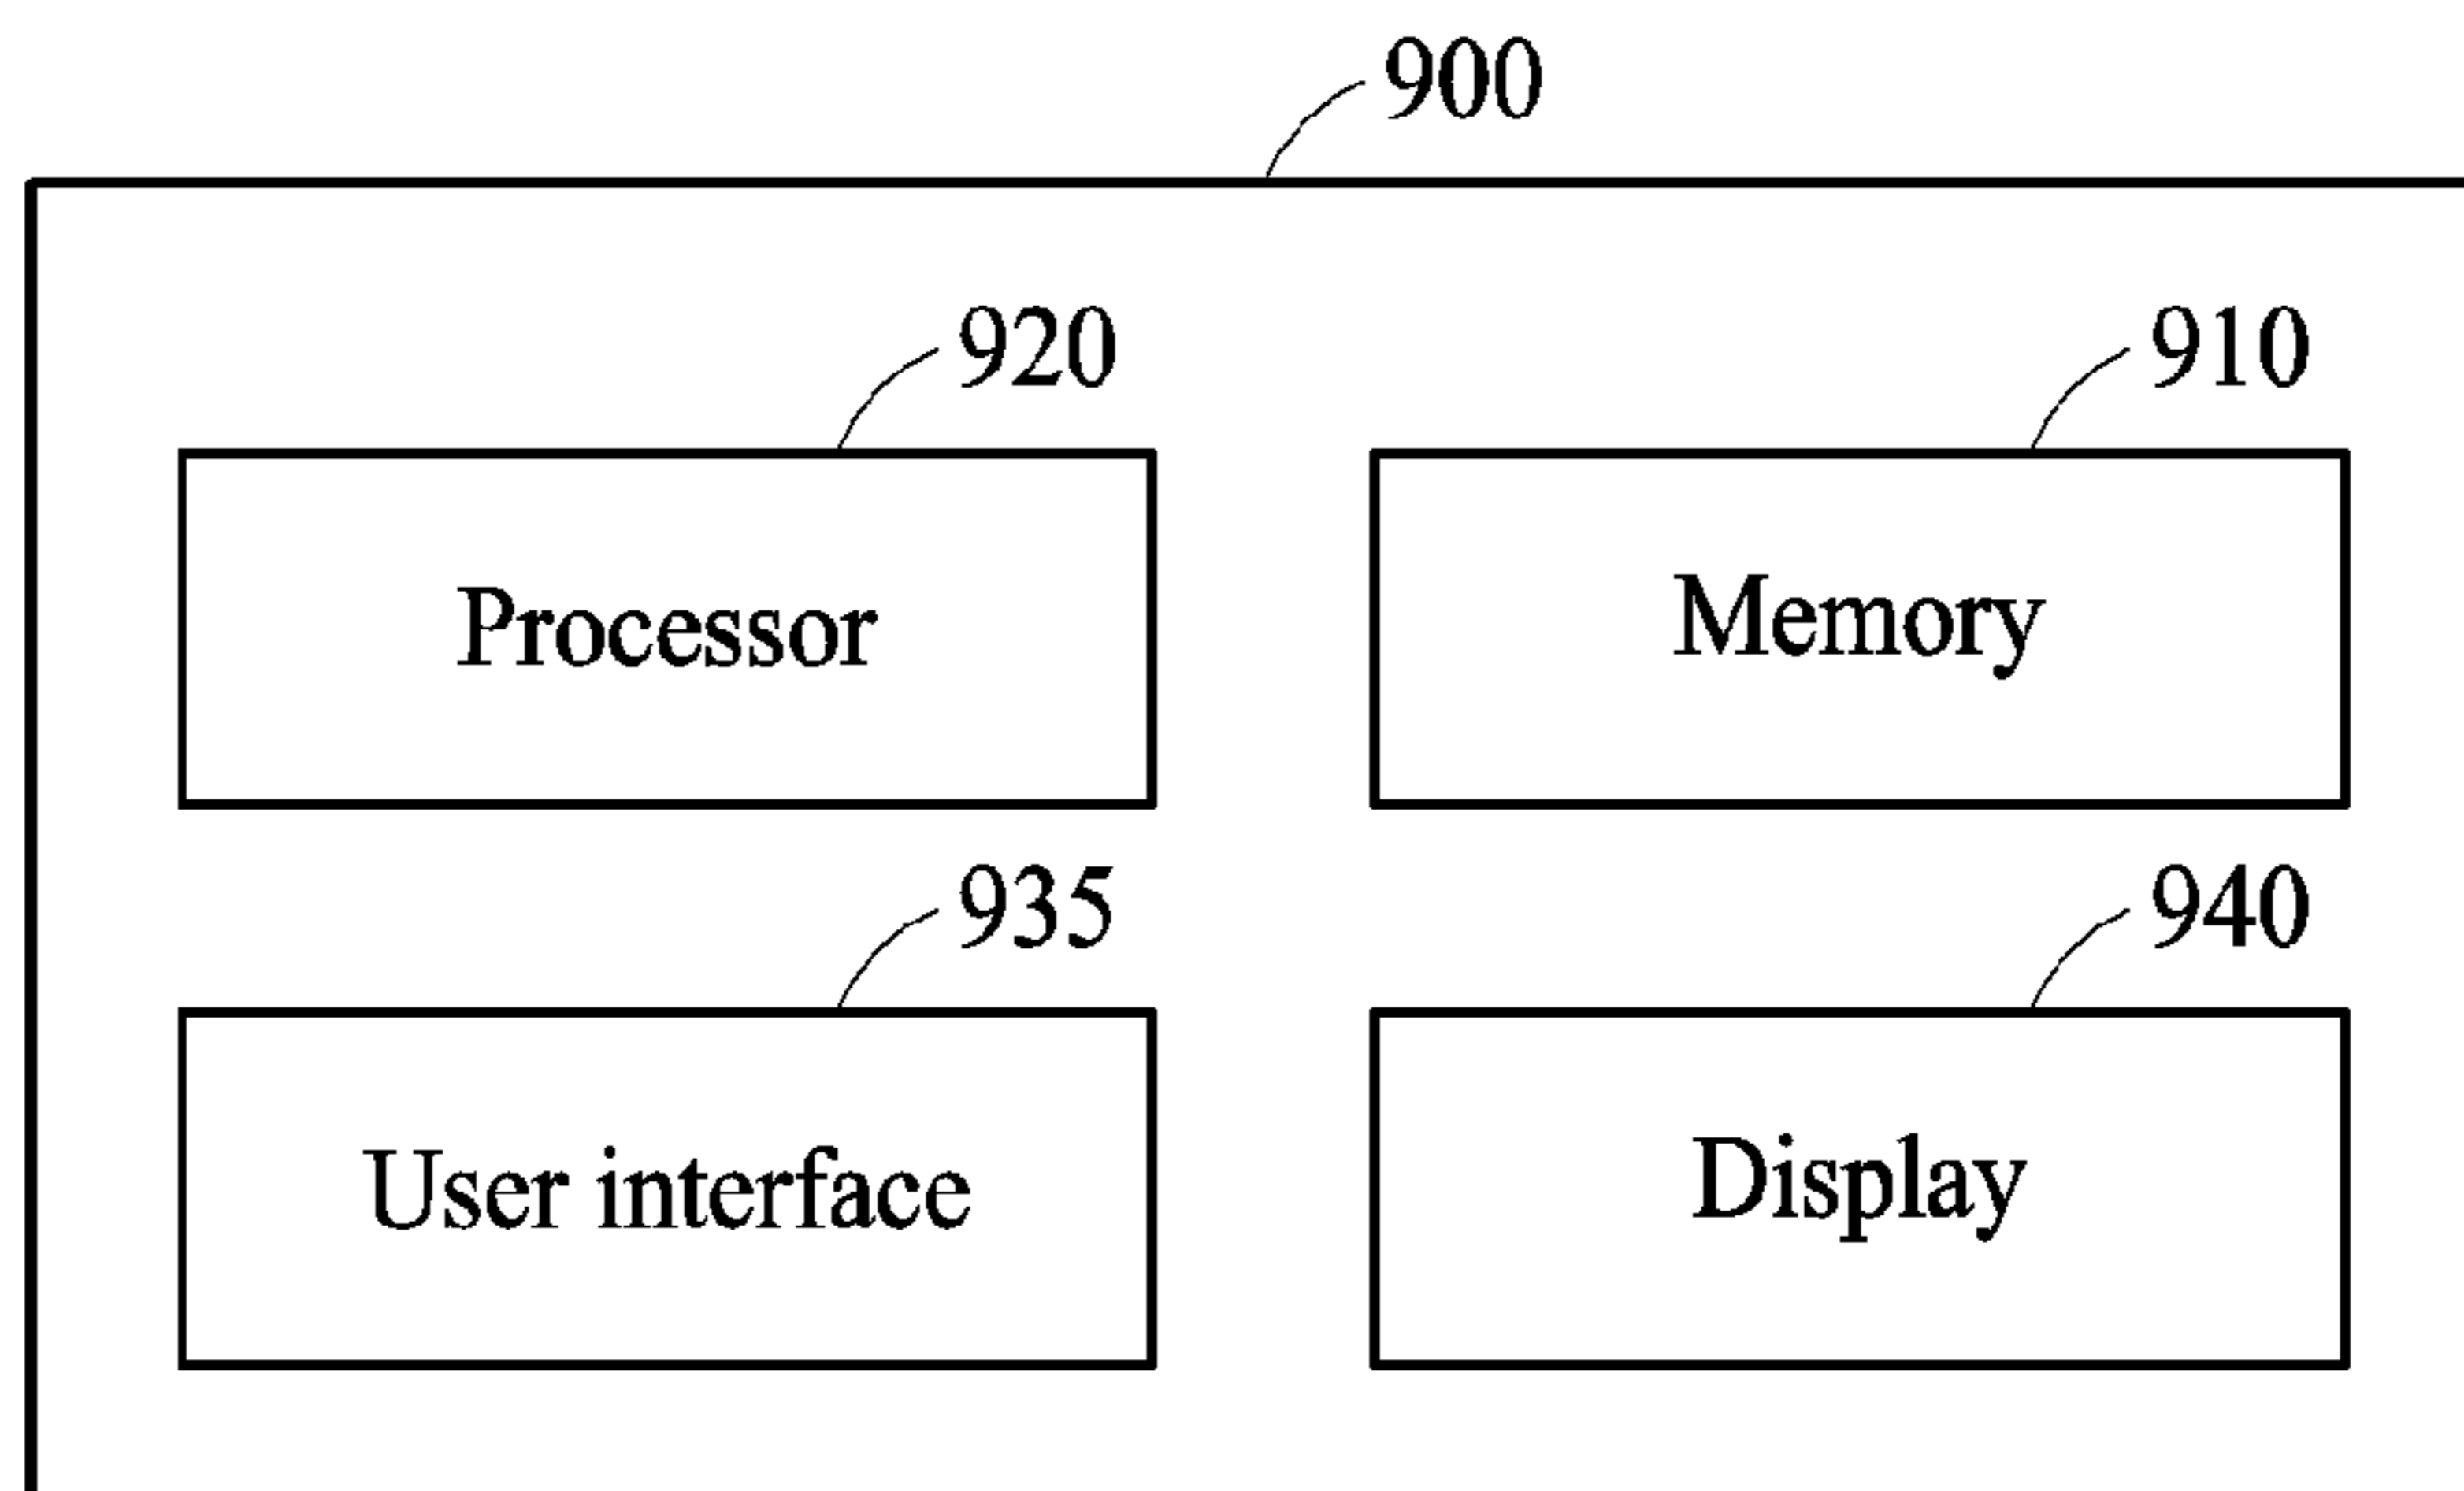 900
920
910
Processor
Memory
935
940
User interface
Display